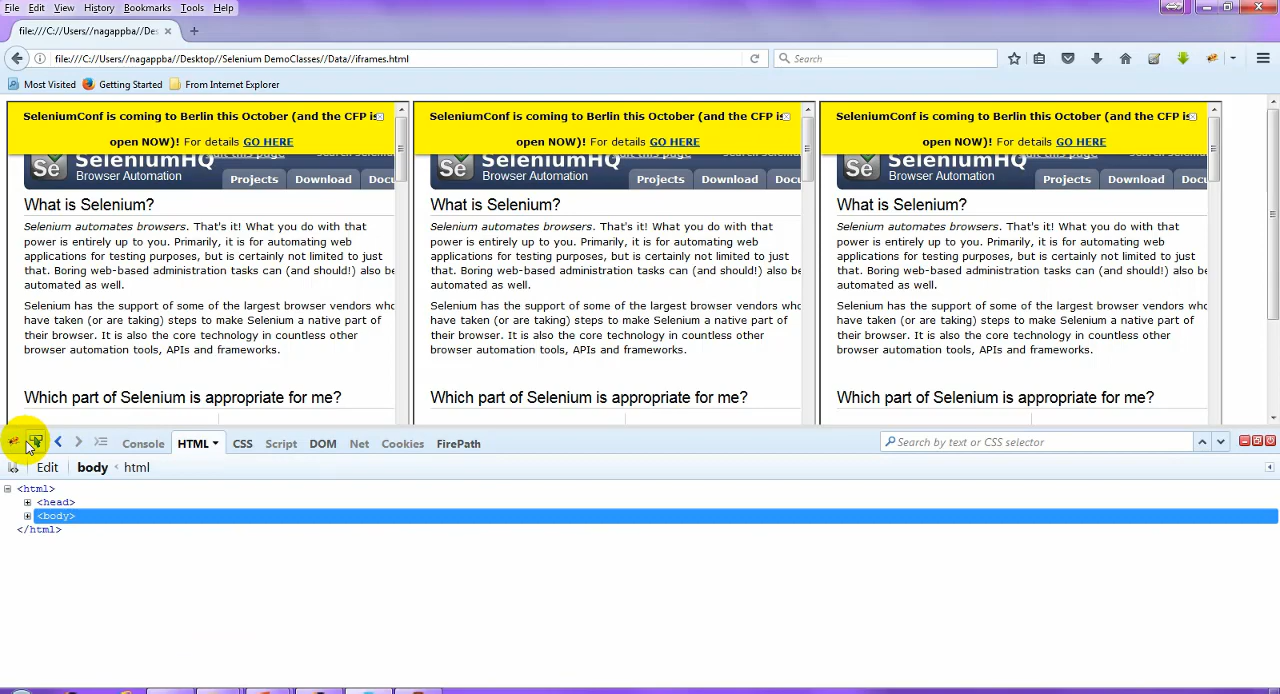 File Edit View History Bookmarks Tools Help
file:///C://Users//nagappba//Des
file:///C://Users//nagappba//Desktop//Selenium DemoClasses//Data//iframes.html
Search
Most Visited Getting Started From Internet Explorer
SeleniumConf is coming to Berlin this October (and the CFP is
open NOW)! For details GO HERE
SeleniumHQ
Browser Automation
Se
Projects Download Docu
What is Selenium?
Selenium automates browsers. That's it! What you do with that
power is entirely up to you. Primarily, it is for automating web
applications for testing purposes, but is certainly not limited to just
that. Boring web-based administration tasks can (and should!) also be
automated as well.
Selenium has the support of some of the largest browser vendors who
have taken (or are taking) steps to make Selenium a native part of
their browser. It is also the core technology in countless other
browser automation tools, APIs and frameworks.
Which part of Selenium is appropriate for me?
SeleniumConf is coming to Berlin this October (and the CFP is
open NOW)! For details GO HERE
SeleniumHQ
Browser Automation
Se
Projects Download Docu
What is Selenium?
Selenium automates browsers. That's it! What you do with that
power is entirely up to you. Primarily, it is for automating web
applications for testing purposes, but is certainly not limited to just
that. Boring web-based administration tasks can (and should!) also be
automated as well.
Selenium has the support of some of the largest browser vendors who
have taken (or are taking) steps to make Selenium a native part of
their browser. It is also the core technology in countless other
browser automation tools, APIs and frameworks.
Which part of Selenium is appropriate for me?
SeleniumConf is coming to Berlin this October (and the CFP is
open NOW)! For details GO HERE
SeleniumHQ
Browser Automation
Se
Projects Download Docu
What is Selenium?
Selenium automates browsers. That's it! What you do with that
power is entirely up to you. Primarily, it is for automating web
applications for testing purposes, but is certainly not limited to just
that. Boring web-based administration tasks can (and should!) also be
automated as well.
Selenium has the support of some of the largest browser vendors who
have taken (or are taking) steps to make Selenium a native part of
their browser. It is also the core technology in countless other
browser automation tools, APIs and frameworks.
Which part of Selenium is appropriate for me?
Console HTML CSS Script DOM Net Cookies FirePath
Search by text or CSS selector
Edit body < html
<html>
<head>
<body>
</html>